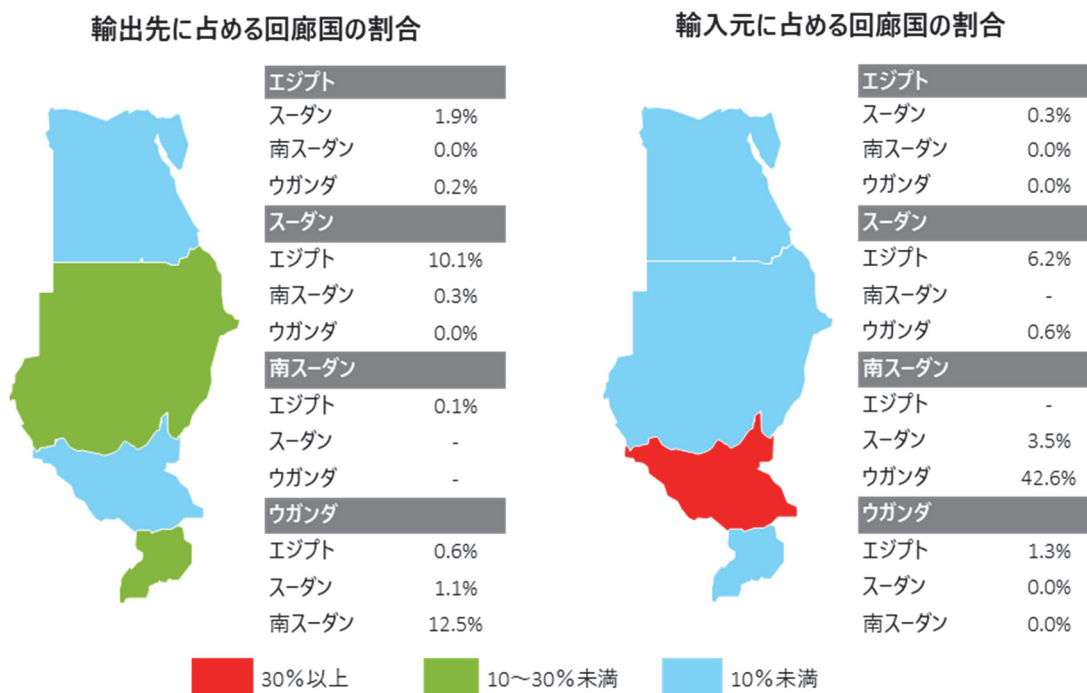 輸出先に占める回廊国の割合
エジプト
スーダン 1.9%
南スーダン 0.0%
ウガンダ 0.2%
スーダン
エジプト 10.1%
南スーダン 0.3%
ウガンダ 0.0%
南スーダン
エジプト 0.1%
スーダン -
ウガンダ -
ウガンダ
エジプト 0.6%
スーダン 1.1%
南スーダン 12.5%
輸入元に占める回廊国の割合
エジプト
スーダン 0.3%
南スーダン 0.0%
ウガンダ 0.0%
スーダン
エジプト 6.2%
南スーダン -
ウガンダ 0.6%
南スーダン
エジプト -
スーダン 3.5%
ウガンダ 42.6%
ウガンダ
エジプト 1.3%
スーダン 0.0%
南スーダン 0.0%
30%以上 10～30%未満 10%未満